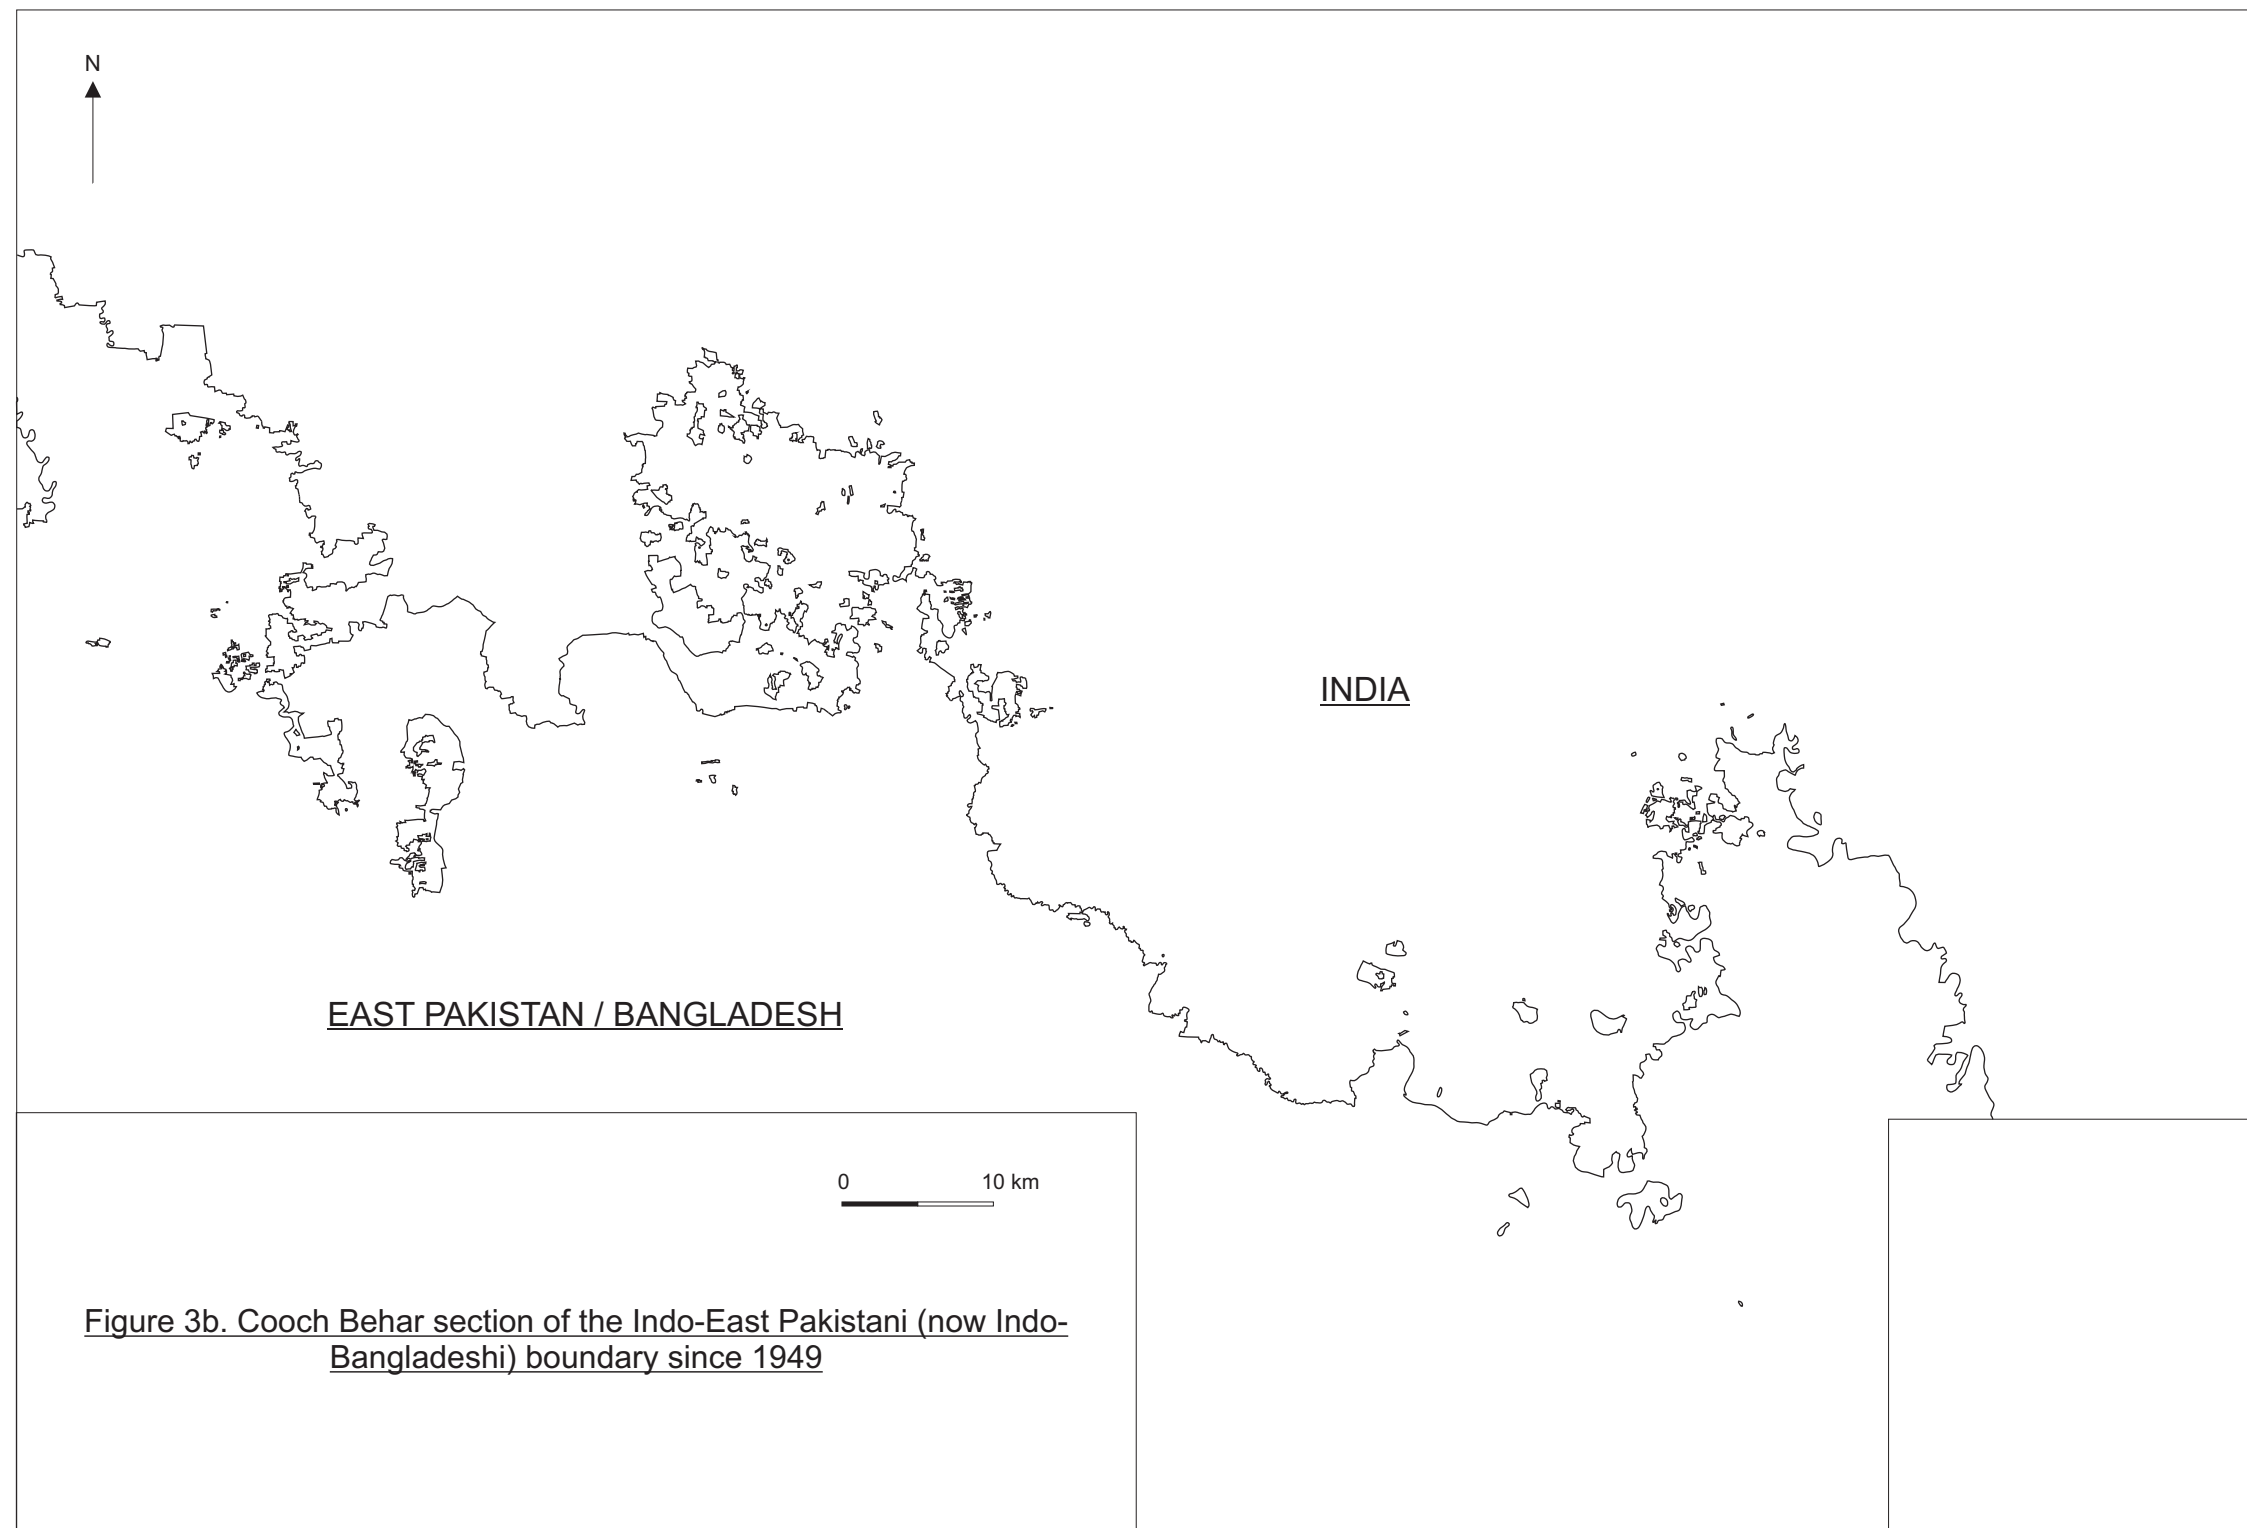 N
INDIA
EAST PAKISTAN / BANGLADESH
0 10 km
Figure 3b. Cooch Behar section of the Indo-East Pakistani (now Indo-
Bangladeshi) boundary since 1949